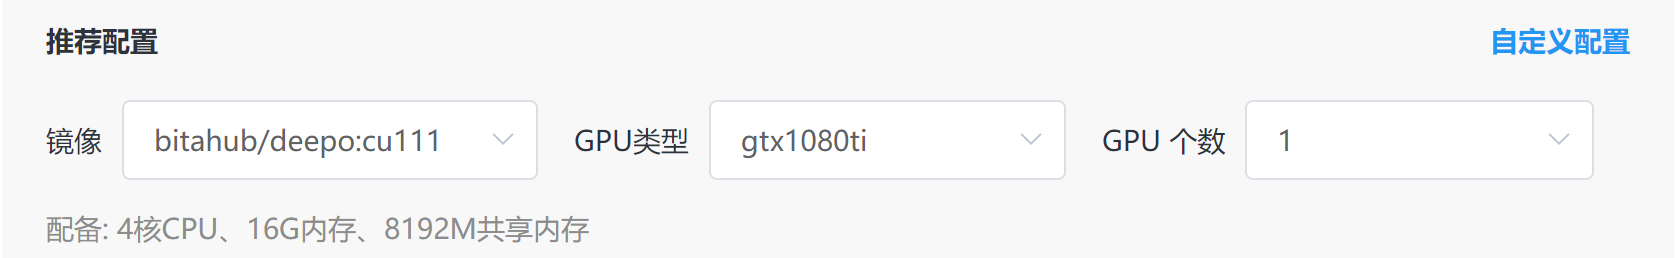 推荐配置 自定义配置
镜像 bitahub/deepo:cu111 GPU类型 gtx1080ti GPU 个数 1
配备: 4核CPU、16G内存、8192M共享内存